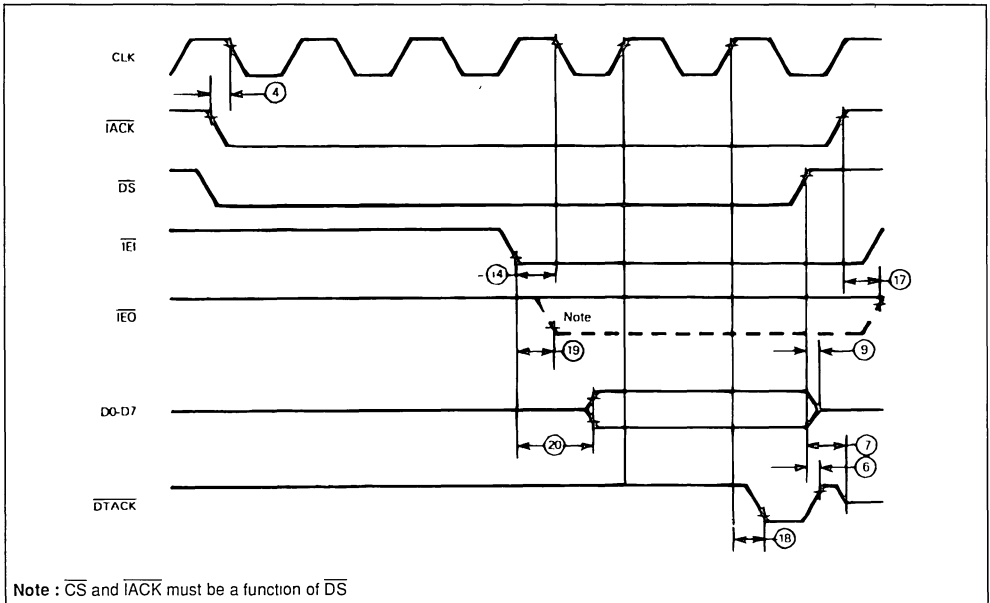 CLK
4
IACK
DS
IEI
14
17
IEO
Note
19
9
D0-D7
20
7
6
DTACK
18
Note : CS and IACK must be a function of DS